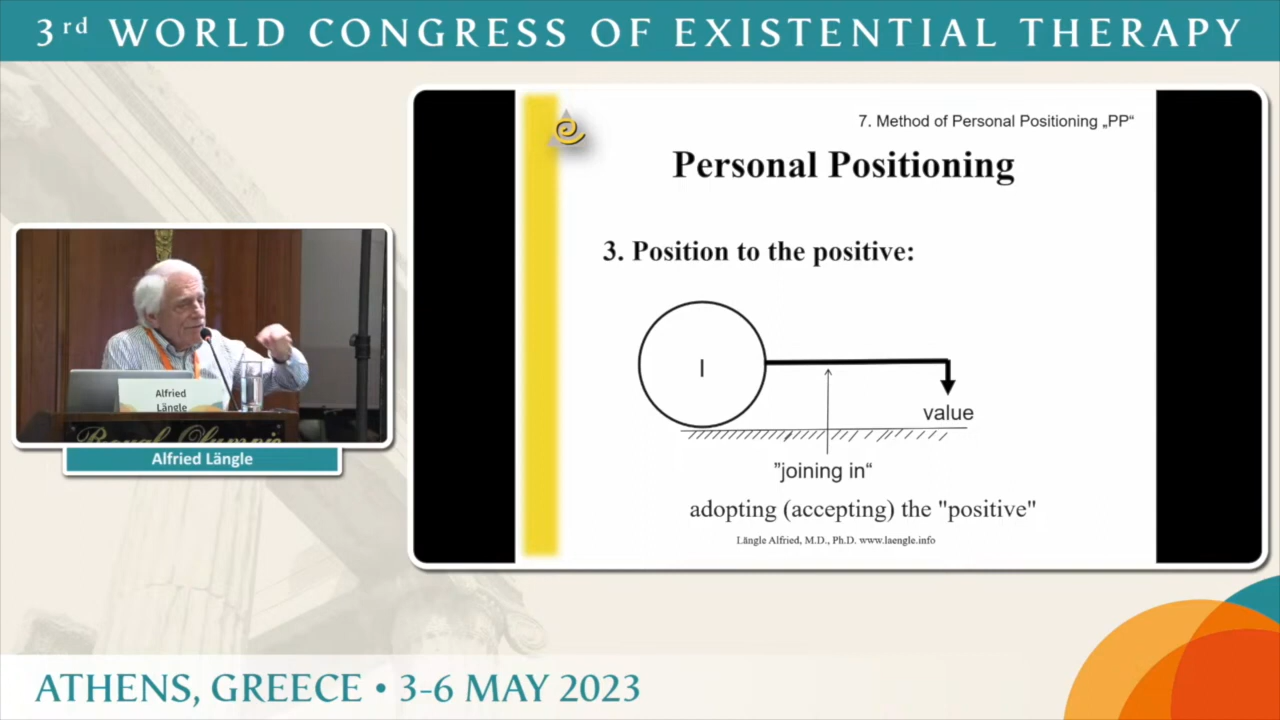 3rd WORLD CONGRESS OF EXISTENTIAL THERAPY
7. Method of Personal Positioning „PP“
Personal Positioning
3. Position to the positive:
I
value
”joining in“
adopting (accepting) the "positive"
Längle Alfried, M.D., Ph.D. www.laengle.info
Alfried
Längle
Royal Olympic
Alfried Längle
ATHENS, GREECE • 3-6 MAY 2023